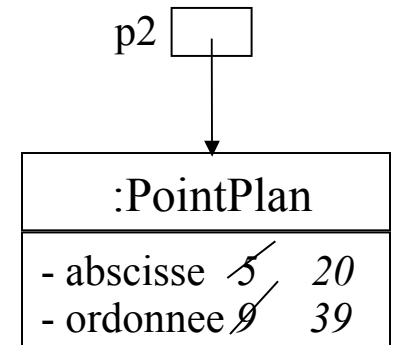 p2
:PointPlan
- abscisse 5 20
- ordonnee 9 39